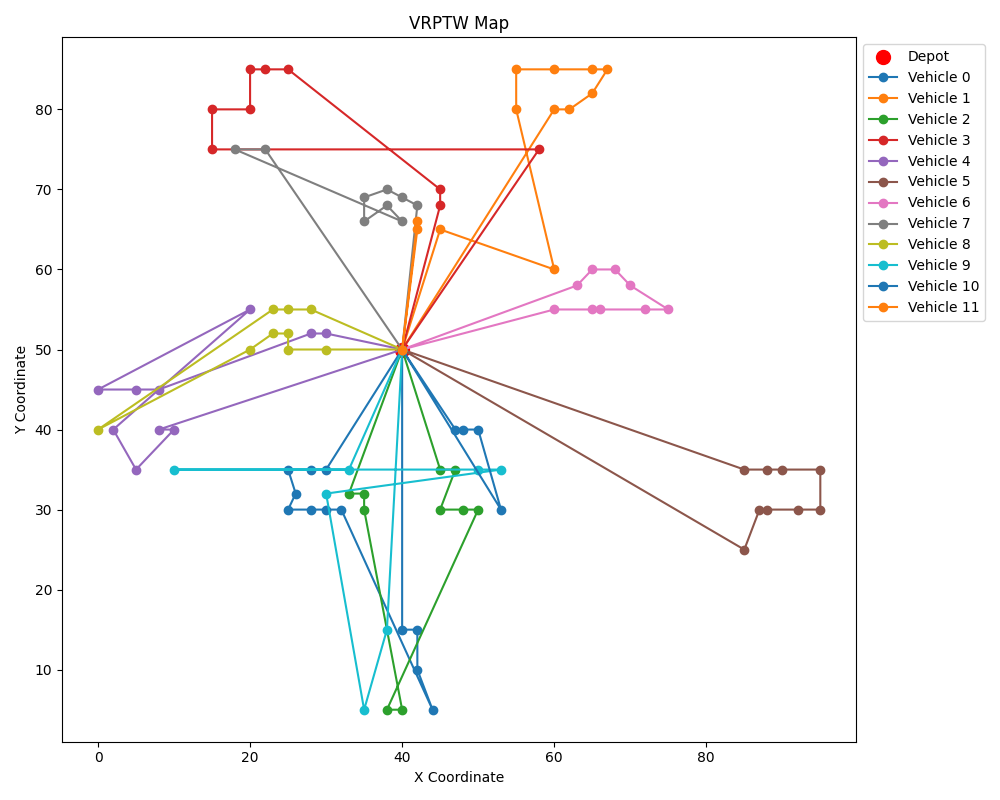 VRPTW Map
Y Coordinate
80
70
60
50
40
30
20
10
0
20
40
60
80
X Coordinate
Depot
Vehicle 0
Vehicle 1
Vehicle 2
Vehicle 3
Vehicle 4
Vehicle 5
Vehicle 6
Vehicle 7
Vehicle 8
Vehicle 9
Vehicle 10
Vehicle 11